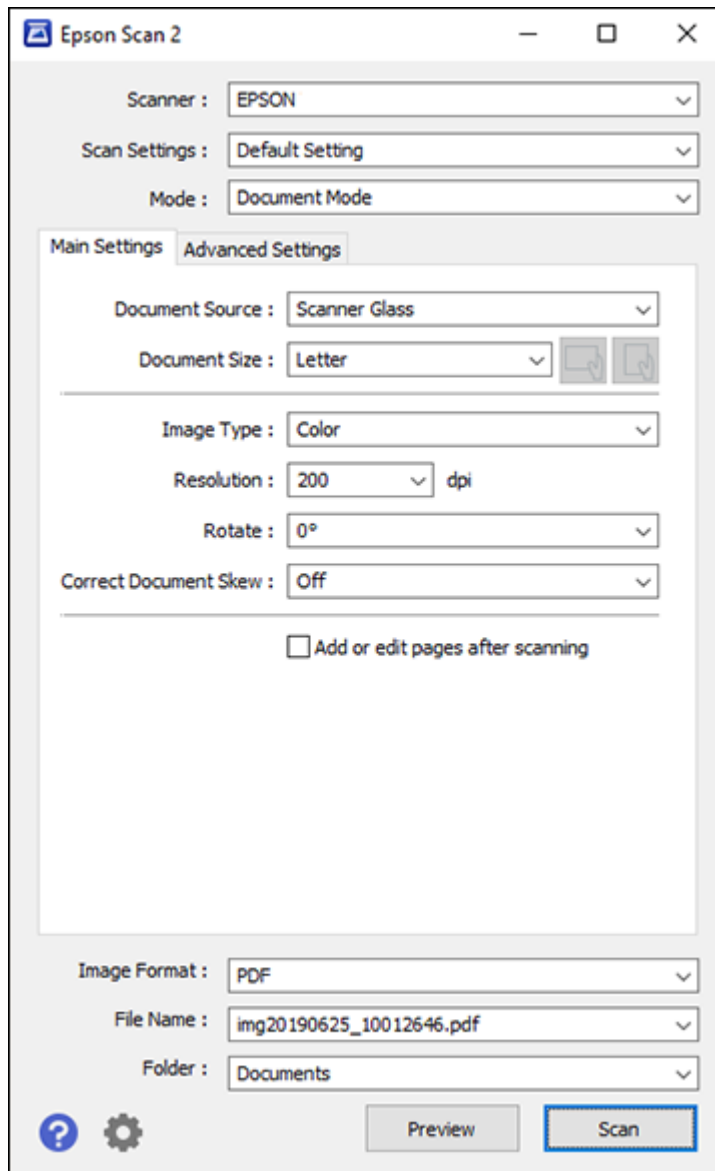 Epson Scan 2
Scanner : EPSON
Scan Settings : Default Setting
Mode : Document Mode
Main Settings Advanced Settings
Document Source : Scanner Glass
Document Size : Letter
Image Type : Color
Resolution : 200 dpi
Rotate : 0°
Correct Document Skew : Off
Add or edit pages after scanning
Image Format : PDF
File Name : img20190625_10012646.pdf
Folder : Documents
? Preview Scan